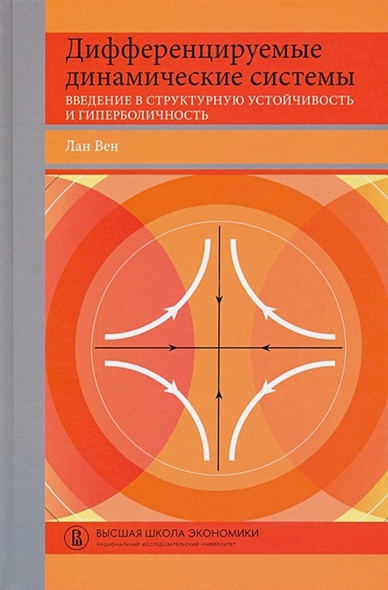 Дифференцируемые
динамические системы
ВВЕДЕНИЕ В СТРУКТУРНУЮ УСТОЙЧИВОСТЬ
И ГИПЕРБОЛИЧНОСТЬ
Лан Вен
ВЫСШАЯ ШКОЛА ЭКОНОМИКИ
НАЦИОНАЛЬНЫЙ ИССЛЕДОВАТЕЛЬСКИЙ УНИВЕРСИТЕТ